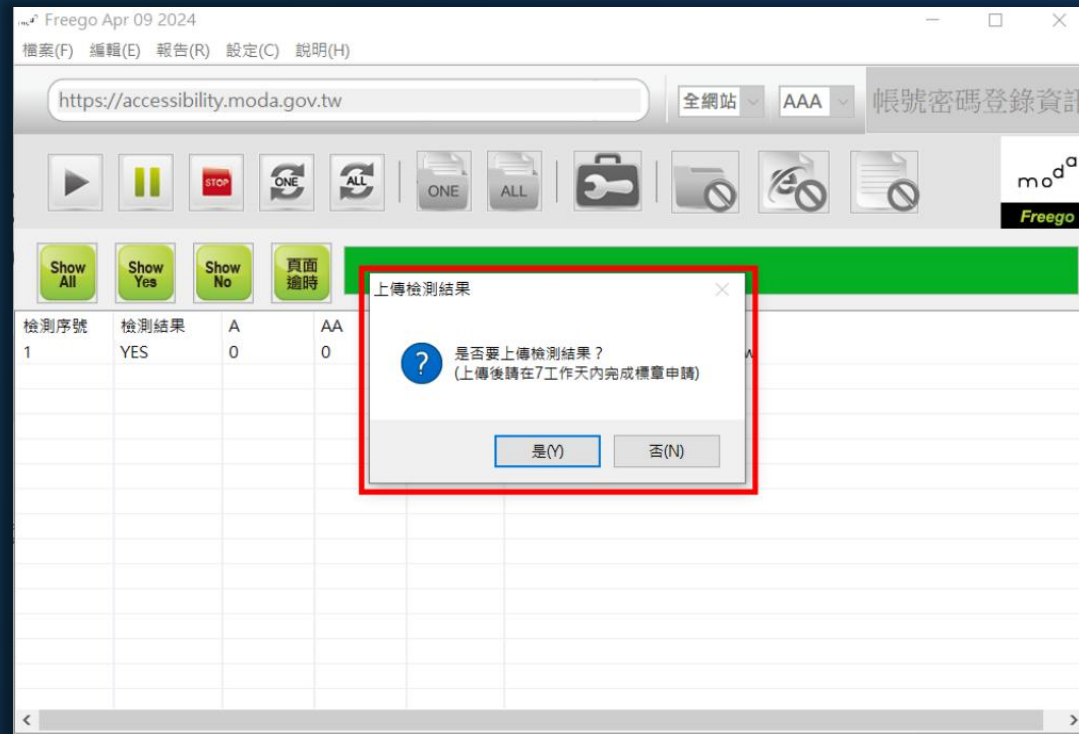 moda Freego Apr 09 2024
檔案(F) 編輯(E) 報告(R) 設定(C) 說明(H)
https://accessibility.moda.gov.tw 全網站 AAA 帳號密碼登錄資訊
STOP ONE ALL ONE ALL moda
Freego
Show All Show Yes Show No 頁面逾時
上傳檢測結果
檢測序號 檢測結果 A AA
1 YES 0 0
是否要上傳檢測結果？
(上傳後請在7工作天内完成標章申請)
是(Y) 否(N)